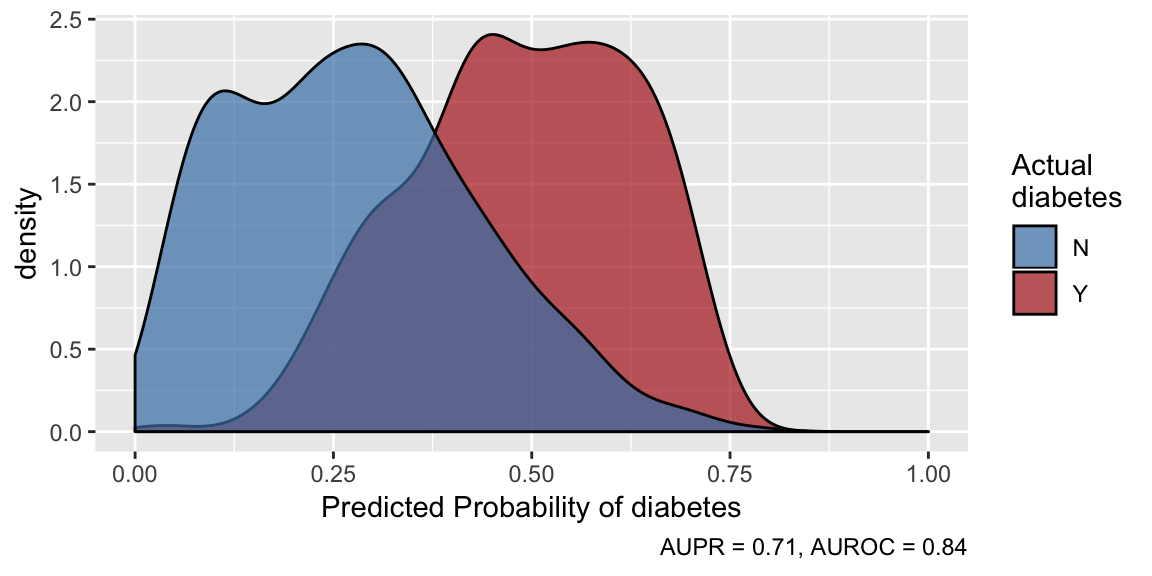 2.5
2.0
1.5
1.0
0.5
0.0
density
0.00 0.25 0.50 0.75 1.00
Predicted Probability of diabetes
AUPR = 0.71, AUROC = 0.84
Actual
diabetes
N
Y